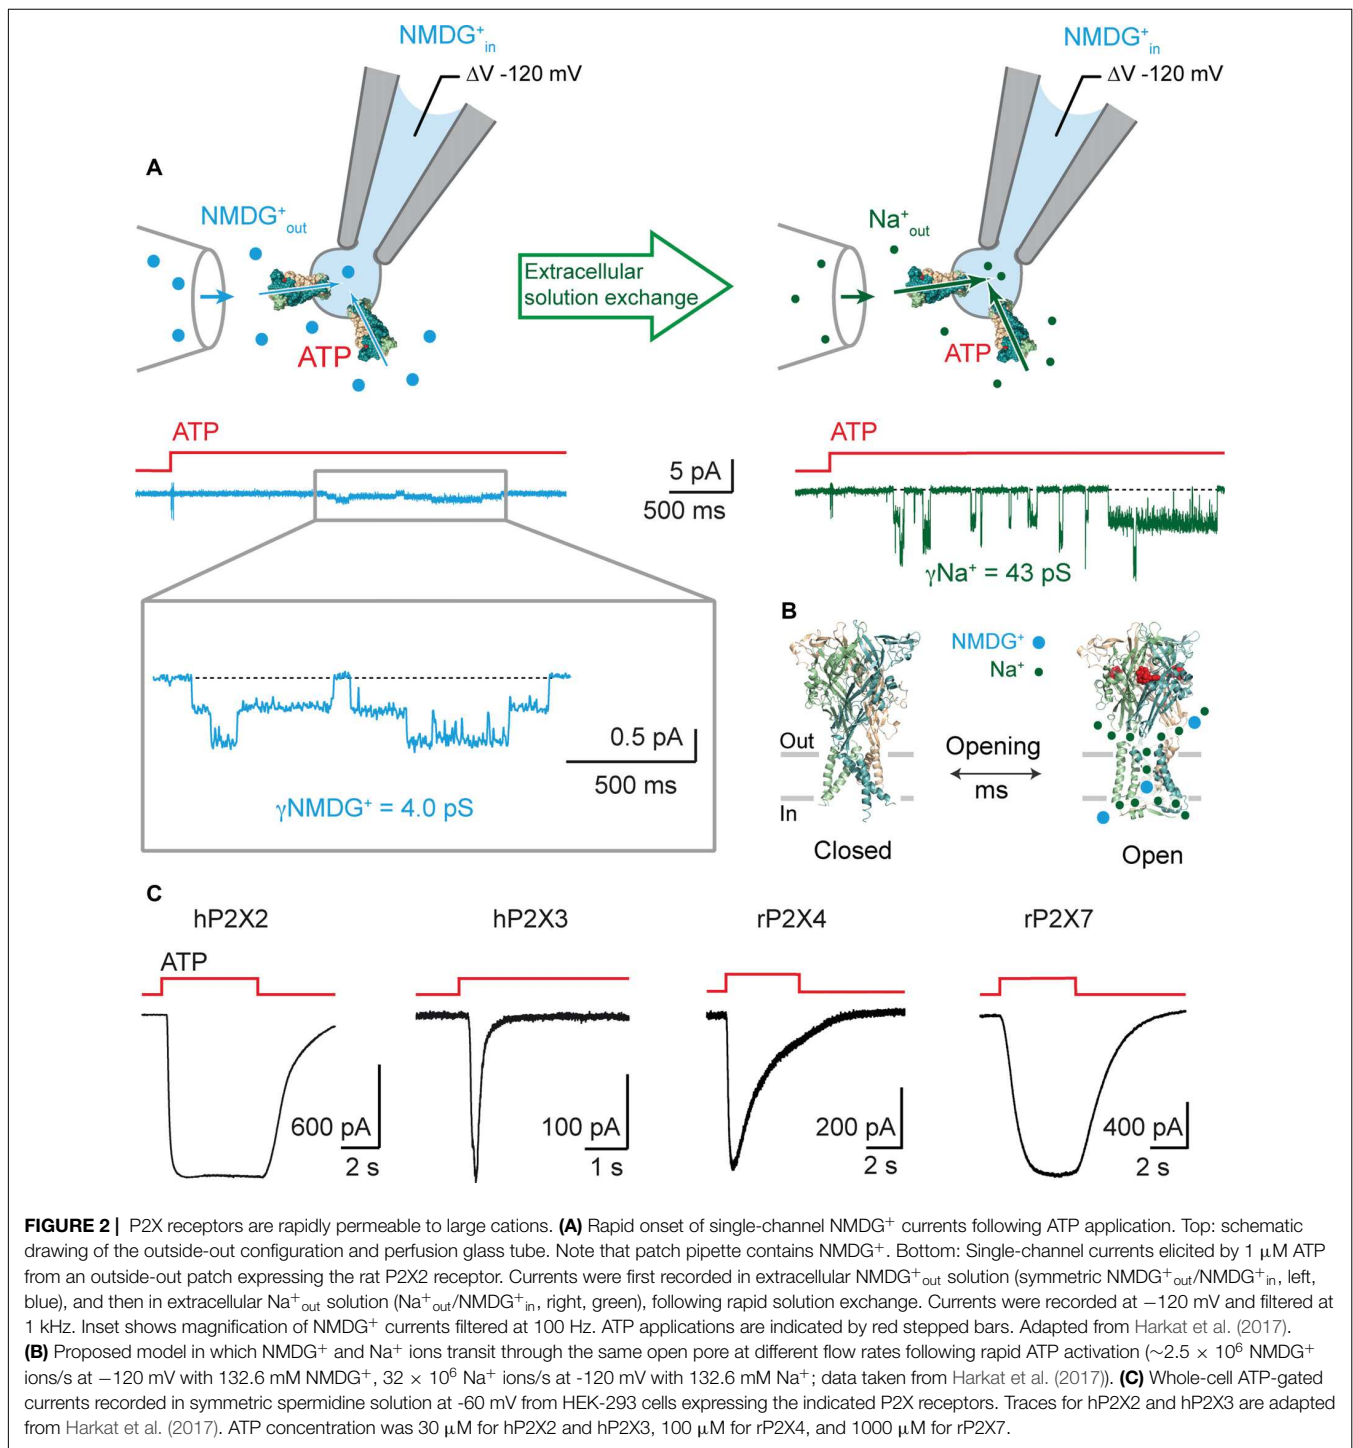 NMDG⁺in
ΔV -120 mV
NMDG⁺in
ΔV -120 mV
A
NMDG⁺out
Na⁺out
Extracellular
solution exchange
ATP
ATP
ATP
5 pA
500 ms
ATP
γNa⁺ = 43 pS
0.5 pA
500 ms
γNMDG⁺ = 4.0 pS
B
NMDG⁺
Na⁺
Out
Opening
ms
In
Closed
Open
C
hP2X2
hP2X3
rP2X4
rP2X7
ATP
600 pA
2 s
100 pA
1 s
200 pA
2 s
400 pA
2 s
FIGURE 2 | P2X receptors are rapidly permeable to large cations. (A) Rapid onset of single-channel NMDG⁺ currents following ATP application. Top: schematic
drawing of the outside-out configuration and perfusion glass tube. Note that patch pipette contains NMDG⁺. Bottom: Single-channel currents elicited by 1 μM ATP
from an outside-out patch expressing the rat P2X2 receptor. Currents were first recorded in extracellular NMDG⁺out solution (symmetric NMDG⁺out/NMDG⁺in, left,
blue), and then in extracellular Na⁺out solution (Na⁺out/NMDG⁺in, right, green), following rapid solution exchange. Currents were recorded at −120 mV and filtered at
1 kHz. Inset shows magnification of NMDG⁺ currents filtered at 100 Hz. ATP applications are indicated by red stepped bars. Adapted from Harkat et al. (2017).
(B) Proposed model in which NMDG⁺ and Na⁺ ions transit through the same open pore at different flow rates following rapid ATP activation (∼2.5 × 10⁶ NMDG⁺
ions/s at −120 mV with 132.6 mM NMDG⁺, 32 × 10⁶ Na⁺ ions/s at -120 mV with 132.6 mM Na⁺; data taken from Harkat et al. (2017)). (C) Whole-cell ATP-gated
currents recorded in symmetric spermidine solution at -60 mV from HEK-293 cells expressing the indicated P2X receptors. Traces for hP2X2 and hP2X3 are adapted
from Harkat et al. (2017). ATP concentration was 30 μM for hP2X2 and hP2X3, 100 μM for rP2X4, and 1000 μM for rP2X7.